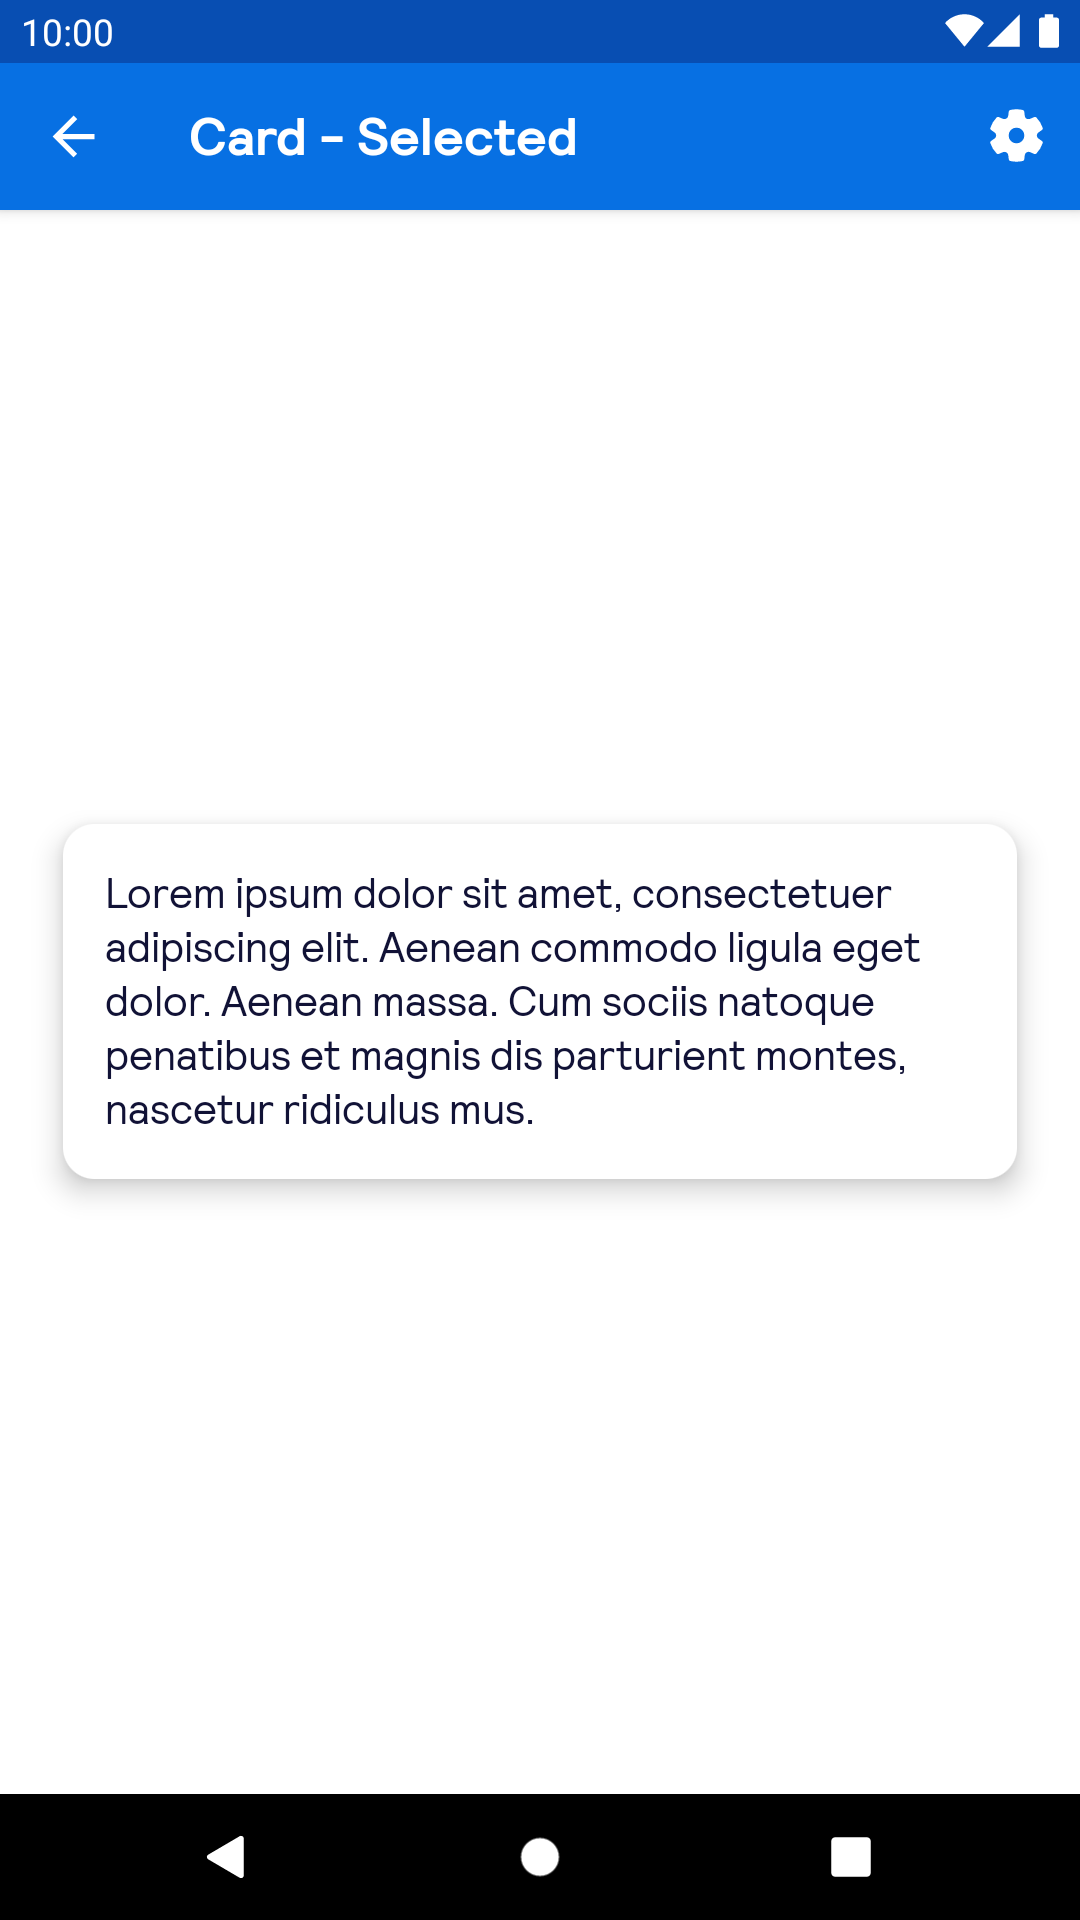 10:00
Card - Selected
Lorem ipsum dolor sit amet, consectetuer
adipiscing elit. Aenean commodo ligula eget
dolor. Aenean massa. Cum sociis natoque
penatibus et magnis dis parturient montes,
nascetur ridiculus mus.